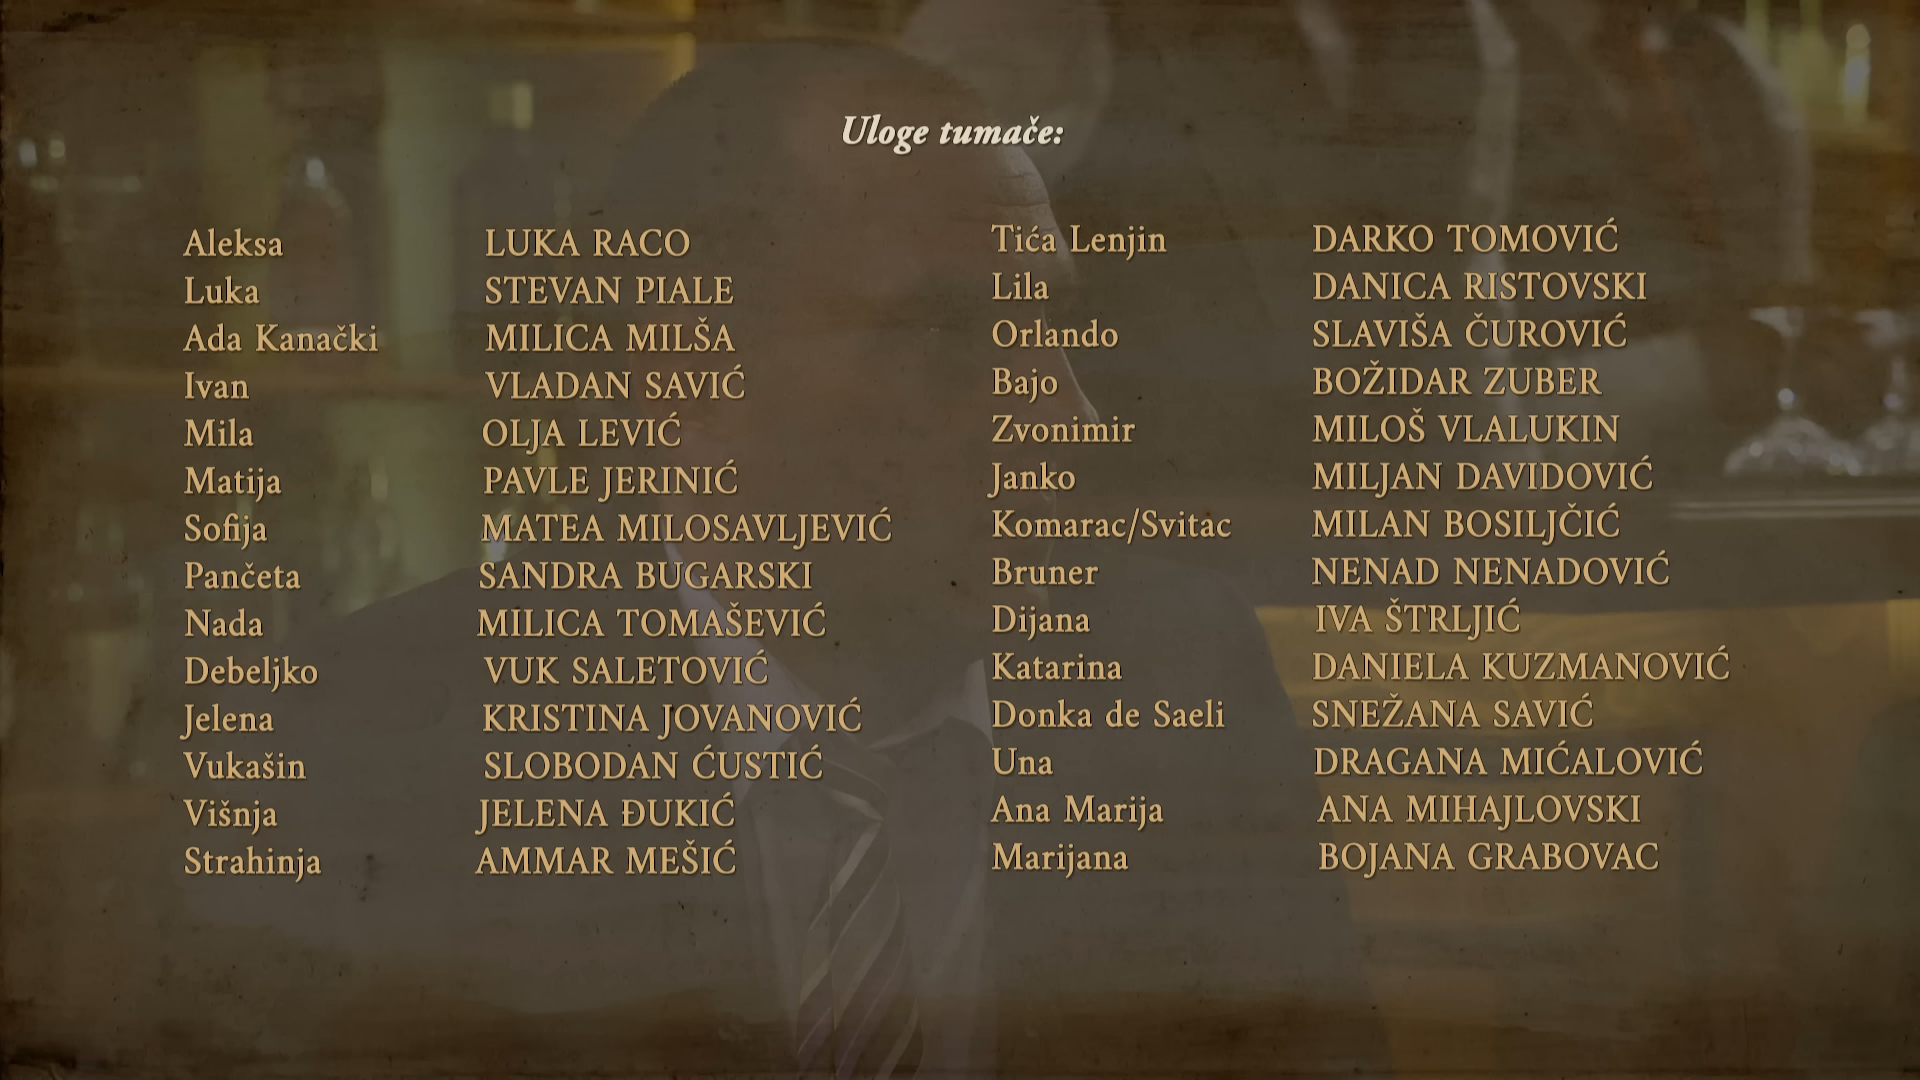 Uloge tumače:
Aleksa LUKA RACO
Luka STEVAN PIALE
Ada Kanački MILICA MILŠA
Ivan VLADAN SAVIĆ
Mila OLJA LEVIĆ
Matija PAVLE JERINIĆ
Sofija MATEA MILOSAVLJEVIĆ
Pančeta SANDRA BUGARSKI
Nada MILICA TOMAŠEVIĆ
Debeljko VUK SALETOVIĆ
Jelena KRISTINA JOVANOVIĆ
Vukašin SLOBODAN ĆUSTIĆ
Višnja JELENA ĐUKIĆ
Strahinja AMMAR MEŠIĆ
Tića Lenjin DARKO TOMOVIĆ
Lila DANICA RISTOVSKI
Orlando SLAVIŠA ČUROVIĆ
Bajo BOŽIDAR ZUBER
Zvonimir MILOŠ VLALUKIN
Janko MILJAN DAVIDOVIĆ
Komarac/Svitac MILAN BOSILJČIĆ
Bruner NENAD NENADOVIĆ
Dijana IVA ŠTRLJIĆ
Katarina DANIELA KUZMANOVIĆ
Donka de Saeli SNEŽANA SAVIĆ
Una DRAGANA MIĆALOVIĆ
Ana Marija ANA MIHAJLOVSKI
Marijana BOJANA GRABOVAC